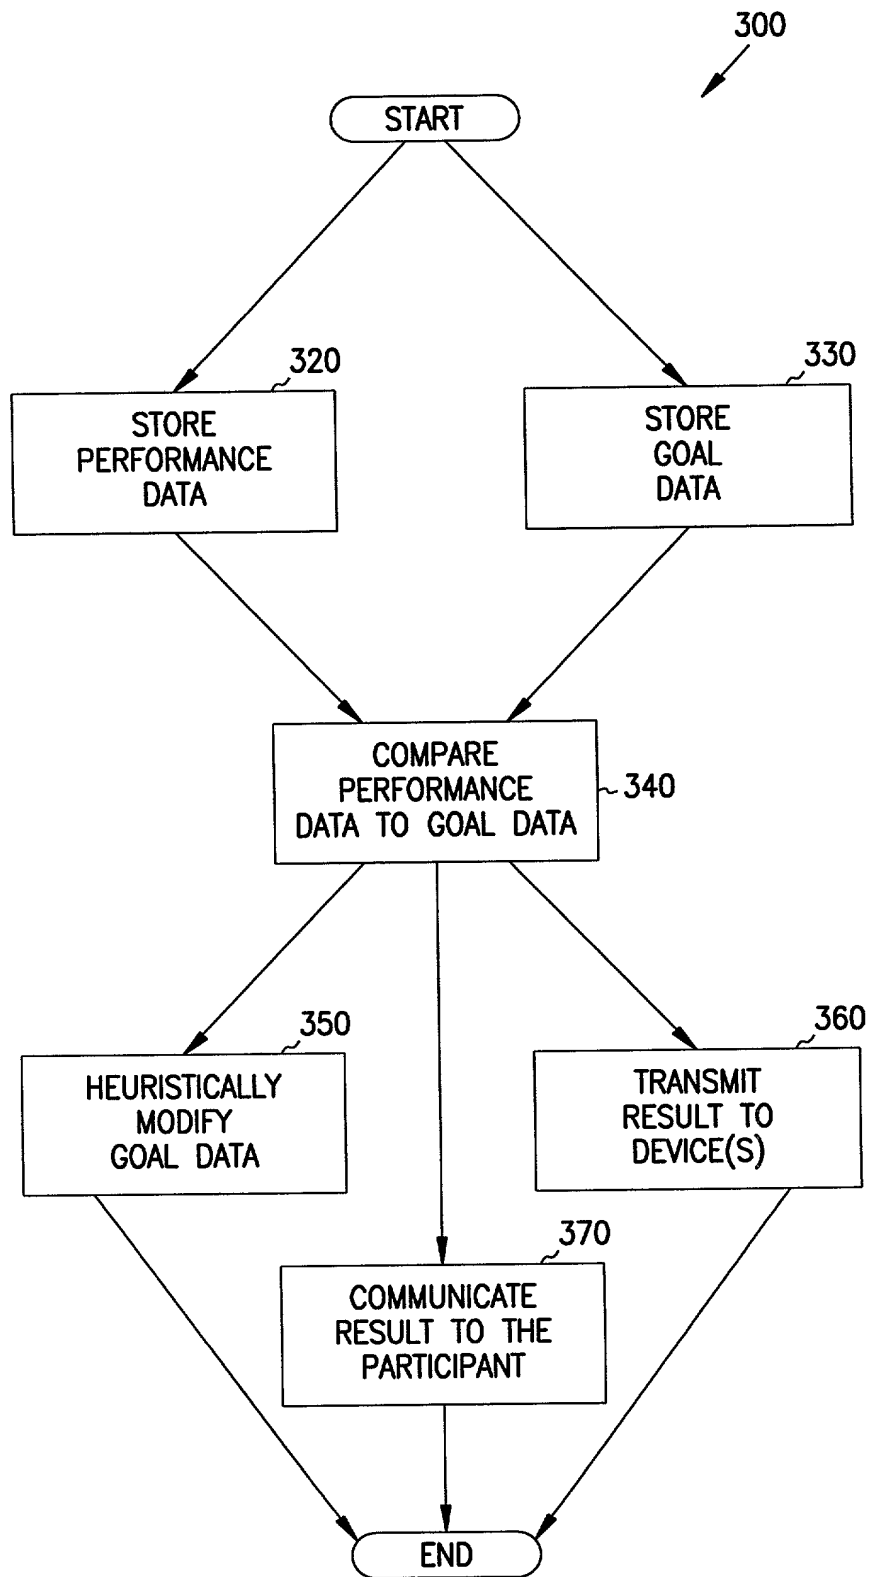 300
START
320
STORE
PERFORMANCE
DATA
330
STORE
GOAL
DATA
COMPARE
PERFORMANCE
DATA TO GOAL DATA
340
350
HEURISTICALLY
MODIFY
GOAL DATA
360
TRANSMIT
RESULT TO
DEVICE(S)
370
COMMUNICATE
RESULT TO THE
PARTICIPANT
END